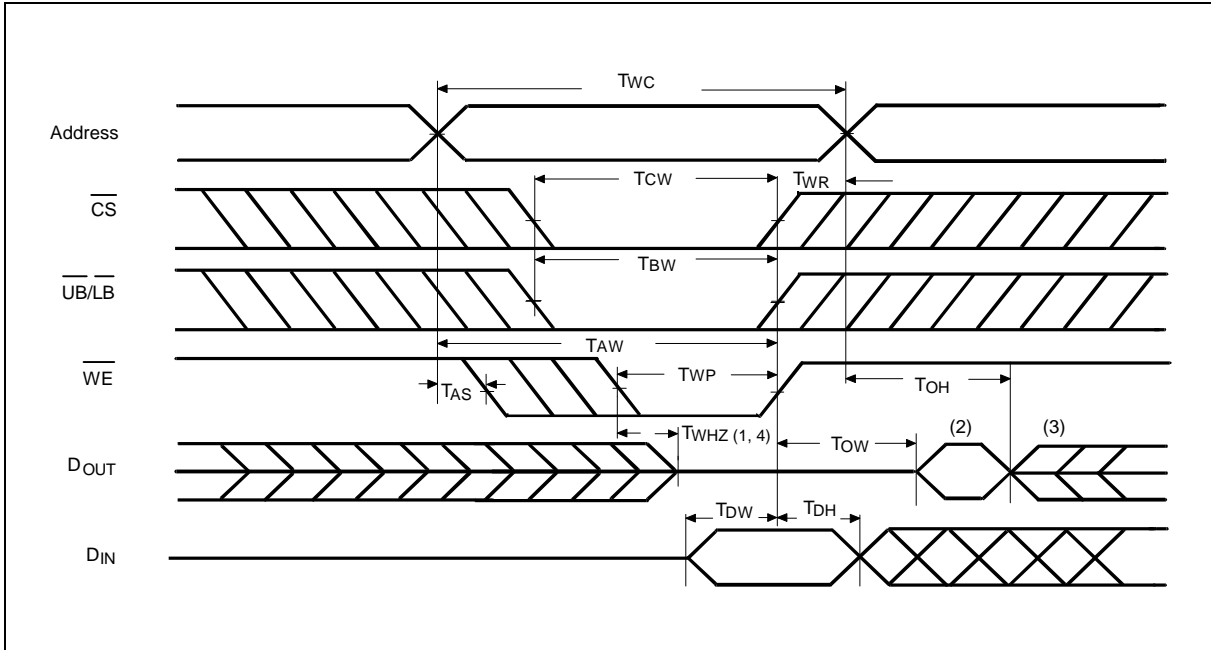 TWC
Address
TCW
TWR
CS
TBW
UB/LB
TAW
WE
TAS
TWP
TOH
TWHZ (1, 4)
TOW
(2)
(3)
DOUT
TDW
TDH
DIN